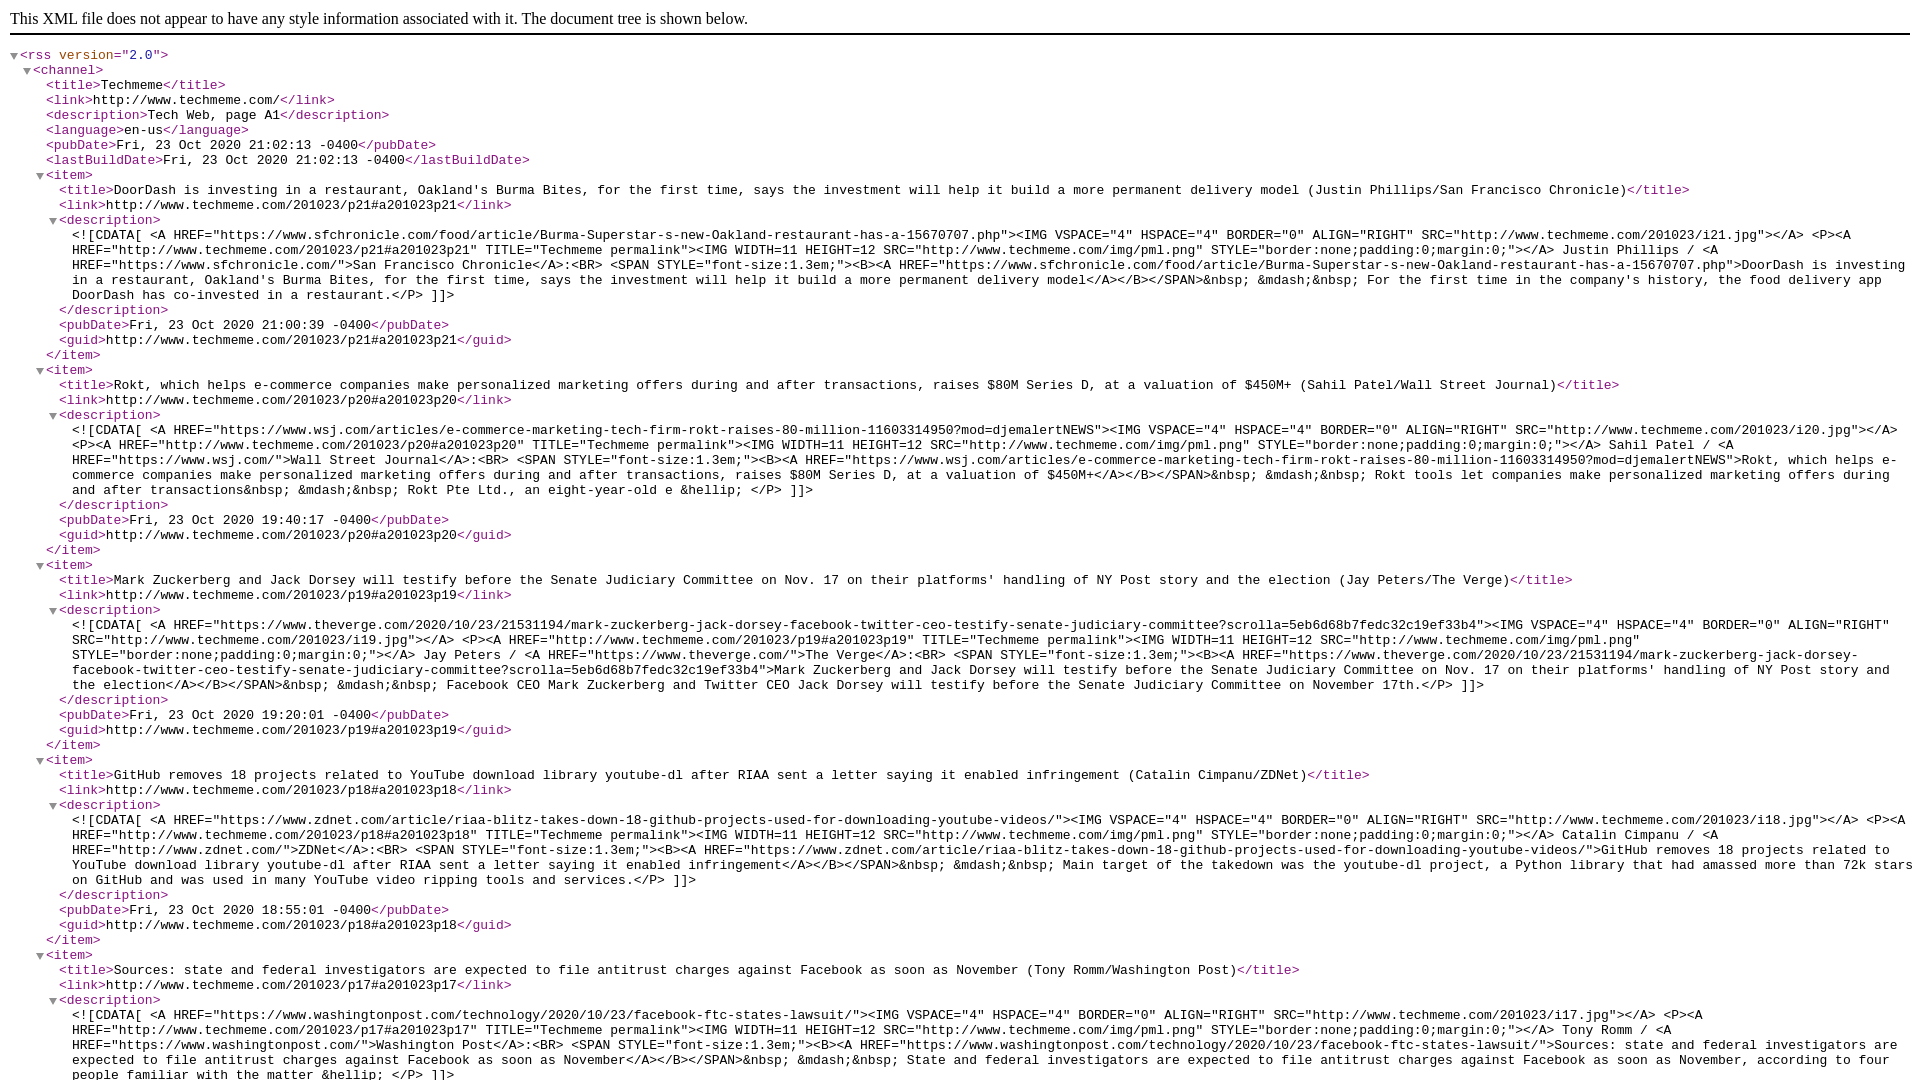 This XML file does not appear to have any style information associated with it. The document tree is shown below.
<rss version="2.0">
<channel>
<title>Techmeme</title>
<link>http://www.techmeme.com/</link>
<description>Tech Web, page A1</description>
<language>en-us</language>
<pubDate>Fri, 23 Oct 2020 21:02:13 -0400</pubDate>
<lastBuildDate>Fri, 23 Oct 2020 21:02:13 -0400</lastBuildDate>
<item>
<title>DoorDash is investing in a restaurant, Oakland's Burma Bites, for the first time, says the investment will help it build a more permanent delivery model (Justin Phillips/San Francisco Chronicle)</title>
<link>http://www.techmeme.com/201023/p21#a201023p21</link>
<description>
<![CDATA[ <A HREF="https://www.sfchronicle.com/food/article/Burma-Superstar-s-new-Oakland-restaurant-has-a-15670707.php"><IMG VSPACE="4" HSPACE="4" BORDER="0" ALIGN="RIGHT" SRC="http://www.techmeme.com/201023/i21.jpg"></A> <P><A
HREF="http://www.techmeme.com/201023/p21#a201023p21" TITLE="Techmeme permalink"><IMG WIDTH=11 HEIGHT=12 SRC="http://www.techmeme.com/img/pml.png" STYLE="border:none;padding:0;margin:0;"></A> Justin Phillips / <A
HREF="https://www.sfchronicle.com/">San Francisco Chronicle</A>:<BR> <SPAN STYLE="font-size:1.3em;"><B><A HREF="https://www.sfchronicle.com/food/article/Burma-Superstar-s-new-Oakland-restaurant-has-a-15670707.php">DoorDash is investing
in a restaurant, Oakland's Burma Bites, for the first time, says the investment will help it build a more permanent delivery model</A></B></SPAN>&nbsp; &mdash;&nbsp; For the first time in the company's history, the food delivery app
DoorDash has co-invested in a restaurant.</P> ]]>
</description>
<pubDate>Fri, 23 Oct 2020 21:00:39 -0400</pubDate>
<guid>http://www.techmeme.com/201023/p21#a201023p21</guid>
</item>
<item>
<title>Rokt, which helps e-commerce companies make personalized marketing offers during and after transactions, raises $80M Series D, at a valuation of $450M+ (Sahil Patel/Wall Street Journal)</title>
<link>http://www.techmeme.com/201023/p20#a201023p20</link>
<description>
<![CDATA[ <A HREF="https://www.wsj.com/articles/e-commerce-marketing-tech-firm-rokt-raises-80-million-11603314950?mod=djemalertNEWS"><IMG VSPACE="4" HSPACE="4" BORDER="0" ALIGN="RIGHT" SRC="http://www.techmeme.com/201023/i20.jpg"></A>
<P><A HREF="http://www.techmeme.com/201023/p20#a201023p20" TITLE="Techmeme permalink"><IMG WIDTH=11 HEIGHT=12 SRC="http://www.techmeme.com/img/pml.png" STYLE="border:none;padding:0;margin:0;"></A> Sahil Patel / <A
HREF="https://www.wsj.com/">Wall Street Journal</A>:<BR> <SPAN STYLE="font-size:1.3em;"><B><A HREF="https://www.wsj.com/articles/e-commerce-marketing-tech-firm-rokt-raises-80-million-11603314950?mod=djemalertNEWS">Rokt, which helps e-
commerce companies make personalized marketing offers during and after transactions, raises $80M Series D, at a valuation of $450M+</A></B></SPAN>&nbsp; &mdash;&nbsp; Rokt tools let companies make personalized marketing offers during
and after transactions&nbsp; &mdash;&nbsp; Rokt Pte Ltd., an eight-year-old e &hellip; </P> ]]>
</description>
<pubDate>Fri, 23 Oct 2020 19:40:17 -0400</pubDate>
<guid>http://www.techmeme.com/201023/p20#a201023p20</guid>
</item>
<item>
<title>Mark Zuckerberg and Jack Dorsey will testify before the Senate Judiciary Committee on Nov. 17 on their platforms' handling of NY Post story and the election (Jay Peters/The Verge)</title>
<link>http://www.techmeme.com/201023/p19#a201023p19</link>
<description>
<![CDATA[ <A HREF="https://www.theverge.com/2020/10/23/21531194/mark-zuckerberg-jack-dorsey-facebook-twitter-ceo-testify-senate-judiciary-committee?scrolla=5eb6d68b7fedc32c19ef33b4"><IMG VSPACE="4" HSPACE="4" BORDER="0" ALIGN="RIGHT"
SRC="http://www.techmeme.com/201023/i19.jpg"></A> <P><A HREF="http://www.techmeme.com/201023/p19#a201023p19" TITLE="Techmeme permalink"><IMG WIDTH=11 HEIGHT=12 SRC="http://www.techmeme.com/img/pml.png"
STYLE="border:none;padding:0;margin:0;"></A> Jay Peters / <A HREF="https://www.theverge.com/">The Verge</A>:<BR> <SPAN STYLE="font-size:1.3em;"><B><A HREF="https://www.theverge.com/2020/10/23/21531194/mark-zuckerberg-jack-dorsey-
facebook-twitter-ceo-testify-senate-judiciary-committee?scrolla=5eb6d68b7fedc32c19ef33b4">Mark Zuckerberg and Jack Dorsey will testify before the Senate Judiciary Committee on Nov. 17 on their platforms' handling of NY Post story and
the election</A></B></SPAN>&nbsp; &mdash;&nbsp; Facebook CEO Mark Zuckerberg and Twitter CEO Jack Dorsey will testify before the Senate Judiciary Committee on November 17th.</P> ]]>
</description>
<pubDate>Fri, 23 Oct 2020 19:20:01 -0400</pubDate>
<guid>http://www.techmeme.com/201023/p19#a201023p19</guid>
</item>
<item>
<title>GitHub removes 18 projects related to YouTube download library youtube-dl after RIAA sent a letter saying it enabled infringement (Catalin Cimpanu/ZDNet)</title>
<link>http://www.techmeme.com/201023/p18#a201023p18</link>
<description>
<![CDATA[ <A HREF="https://www.zdnet.com/article/riaa-blitz-takes-down-18-github-projects-used-for-downloading-youtube-videos/"><IMG VSPACE="4" HSPACE="4" BORDER="0" ALIGN="RIGHT" SRC="http://www.techmeme.com/201023/i18.jpg"></A> <P><A
HREF="http://www.techmeme.com/201023/p18#a201023p18" TITLE="Techmeme permalink"><IMG WIDTH=11 HEIGHT=12 SRC="http://www.techmeme.com/img/pml.png" STYLE="border:none;padding:0;margin:0;"></A> Catalin Cimpanu / <A
HREF="http://www.zdnet.com/">ZDNet</A>:<BR> <SPAN STYLE="font-size:1.3em;"><B><A HREF="https://www.zdnet.com/article/riaa-blitz-takes-down-18-github-projects-used-for-downloading-youtube-videos/">GitHub removes 18 projects related to
YouTube download library youtube-dl after RIAA sent a letter saying it enabled infringement</A></B></SPAN>&nbsp; &mdash;&nbsp; Main target of the takedown was the youtube-dl project, a Python library that had amassed more than 72k stars
on GitHub and was used in many YouTube video ripping tools and services.</P> ]]>
</description>
<pubDate>Fri, 23 Oct 2020 18:55:01 -0400</pubDate>
<guid>http://www.techmeme.com/201023/p18#a201023p18</guid>
</item>
<item>
<title>Sources: state and federal investigators are expected to file antitrust charges against Facebook as soon as November (Tony Romm/Washington Post)</title>
<link>http://www.techmeme.com/201023/p17#a201023p17</link>
<description>
<![CDATA[ <A HREF="https://www.washingtonpost.com/technology/2020/10/23/facebook-ftc-states-lawsuit/"><IMG VSPACE="4" HSPACE="4" BORDER="0" ALIGN="RIGHT" SRC="http://www.techmeme.com/201023/i17.jpg"></A> <P><A
HREF="http://www.techmeme.com/201023/p17#a201023p17" TITLE="Techmeme permalink"><IMG WIDTH=11 HEIGHT=12 SRC="http://www.techmeme.com/img/pml.png" STYLE="border:none;padding:0;margin:0;"></A> Tony Romm / <A
HREF="https://www.washingtonpost.com/">Washington Post</A>:<BR> <SPAN STYLE="font-size:1.3em;"><B><A HREF="https://www.washingtonpost.com/technology/2020/10/23/facebook-ftc-states-lawsuit/">Sources: state and federal investigators are
expected to file antitrust charges against Facebook as soon as November</A></B></SPAN>&nbsp; &mdash;&nbsp; State and federal investigators are expected to file antitrust charges against Facebook as soon as November, according to four
people familiar with the matter &hellip; </P> ]]>